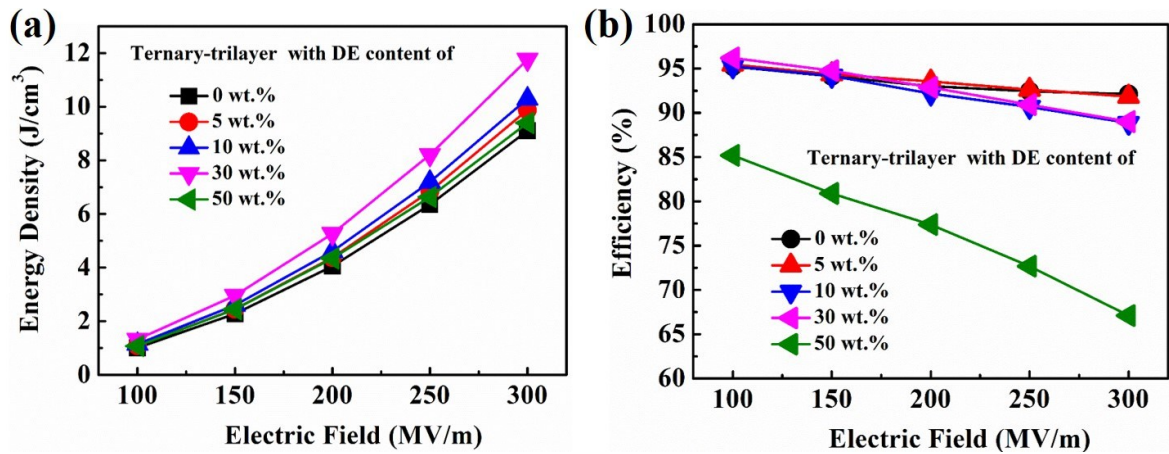 (a)
Energy Density (J/cm³)
12
10
8
6
4
2
0
Ternary-trilayer with DE content of
0 wt.%
5 wt.%
10 wt.%
30 wt.%
50 wt.%
100 150 200 250 300
Electric Field (MV/m)
(b)
Efficiency (%)
100
95
90
85
80
75
70
65
60
Ternary-trilayer with DE content of
0 wt.%
5 wt.%
10 wt.%
30 wt.%
50 wt.%
100 150 200 250 300
Electric Field (MV/m)